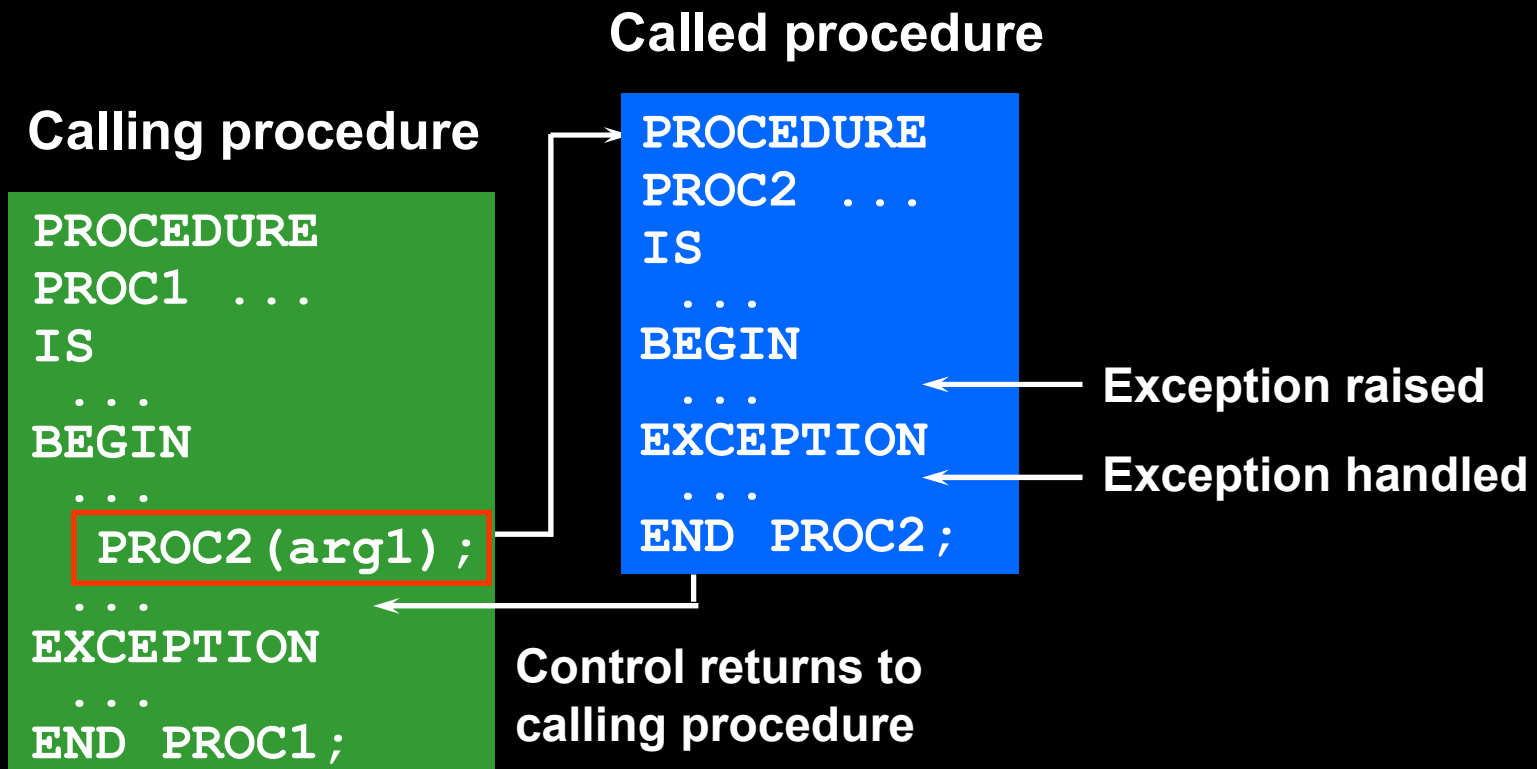 Called procedure
Calling procedure
PROCEDURE
PROC1 ...
IS
...
BEGIN
...
PROC2(arg1);
...
EXCEPTION
...
END PROC1;
PROCEDURE
PROC2 ...
IS
...
BEGIN
...
EXCEPTION
...
END PROC2;
Exception raised
Exception handled
Control returns to
calling procedure